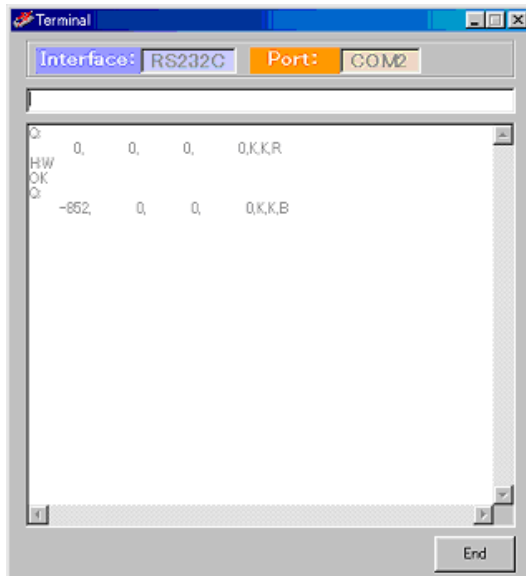 Terminal
Interface: RS232C Port: COM2
Q:
0, 0, 0, 0,K,K,R
H:W
OK
Q:
-852, 0, 0, 0,K,K,B
End